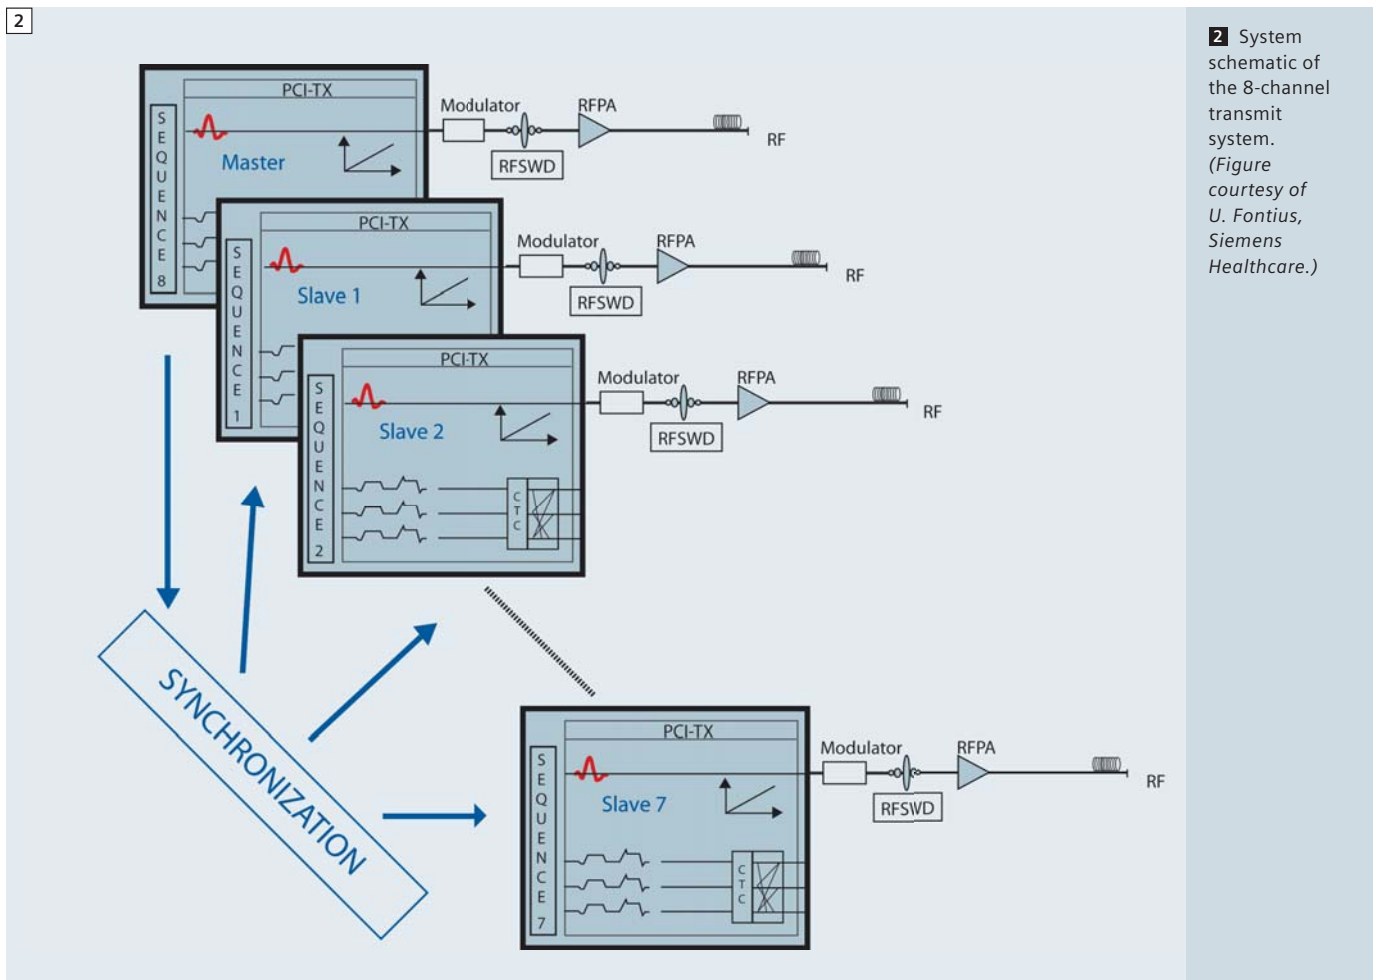 2
PCI-TX
SEQUENCE 8
Master
Modulator
RFPA
RFSWD
RF
PCI-TX
SEQUENCE 1
Slave 1
Modulator
RFPA
RFSWD
RF
PCI-TX
SEQUENCE 2
Slave 2
CTC
Modulator
RFPA
RFSWD
RF
SYNCHRONIZATION
PCI-TX
SEQUENCE 7
Slave 7
CTC
Modulator
RFPA
RFSWD
RF
2 System
schematic of
the 8-channel
transmit
system.
(Figure
courtesy of
U. Fontius,
Siemens
Healthcare.)